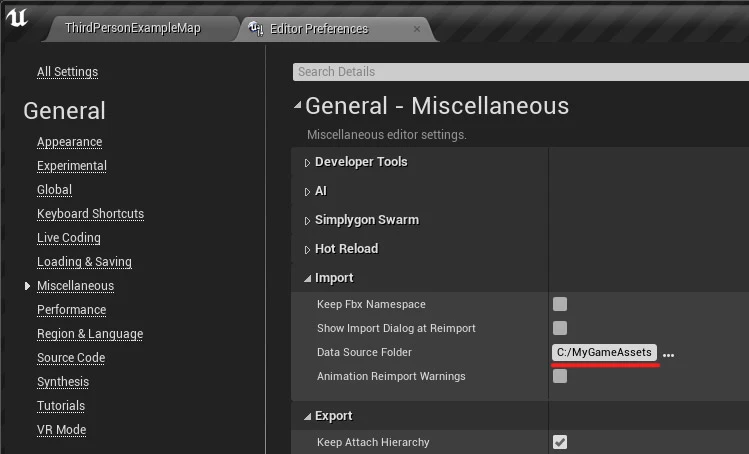 ThirdPersonExampleMap
Editor Preferences
All Settings
General
Appearance
Experimental
Global
Keyboard Shortcuts
Live Coding
Loading & Saving
Miscellaneous
Performance
Region & Language
Source Code
Synthesis
Tutorials
VR Mode
Search Details
General - Miscellaneous
Miscellaneous editor settings.
Developer Tools
AI
Simplygon Swarm
Hot Reload
Import
Keep Fbx Namespace
Show Import Dialog at Reimport
Data Source Folder C:/MyGameAssets ...
Animation Reimport Warnings
Export
Keep Attach Hierarchy